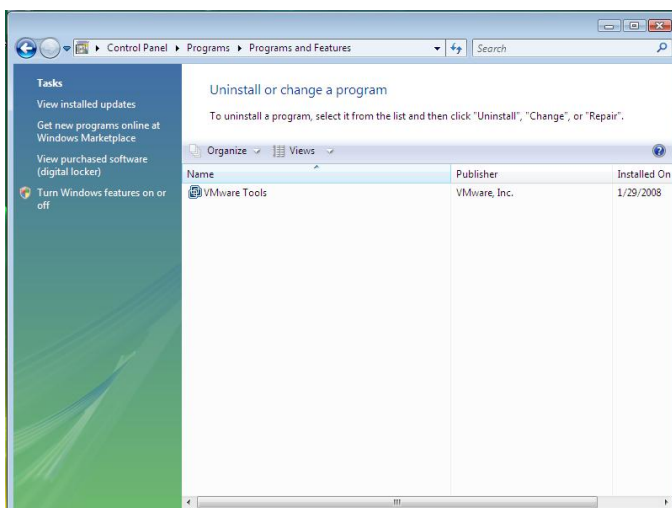 Control Panel Programs Programs and Features Search
Tasks
View installed updates
Get new programs online at
Windows Marketplace
View purchased software
(digital locker)
Turn Windows features on or
off
Uninstall or change a program
To uninstall a program, select it from the list and then click "Uninstall", "Change", or "Repair".
Organize Views
Name Publisher Installed On
VMware Tools VMware, Inc. 1/29/2008